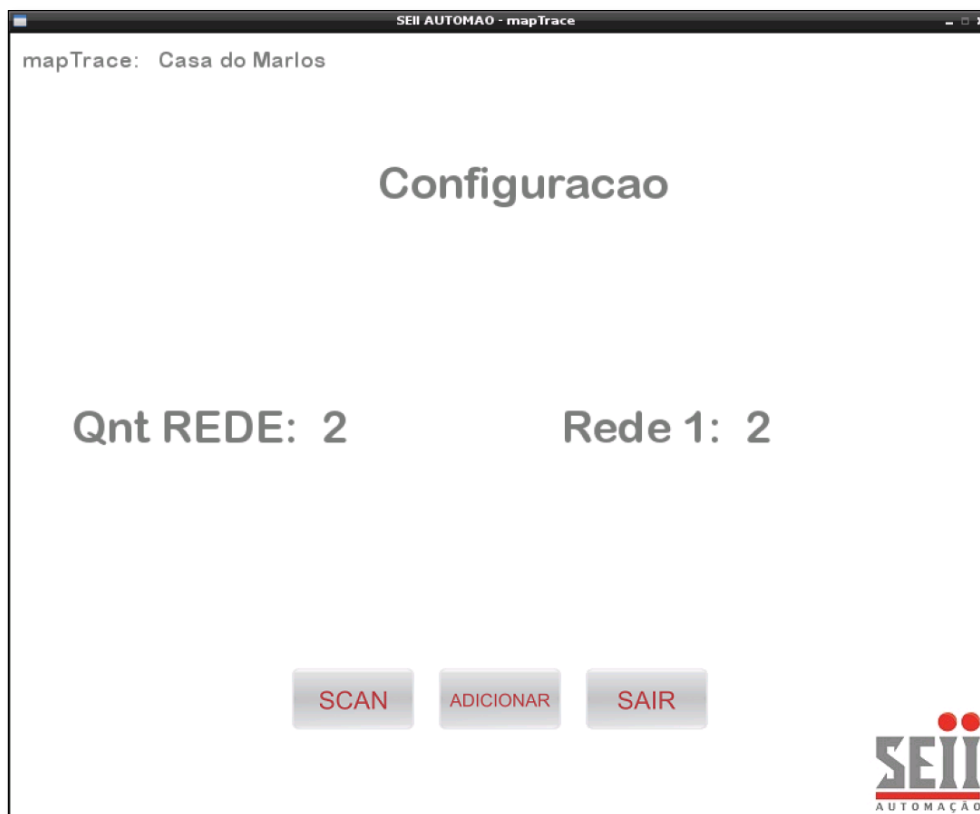 SEII AUTOMAO - mapTrace
mapTrace: Casa do Marlos
Configuracao
Qnt REDE: 2
Rede 1: 2
SCAN
ADICIONAR
SAIR
SEII
AUTOMAÇÃO